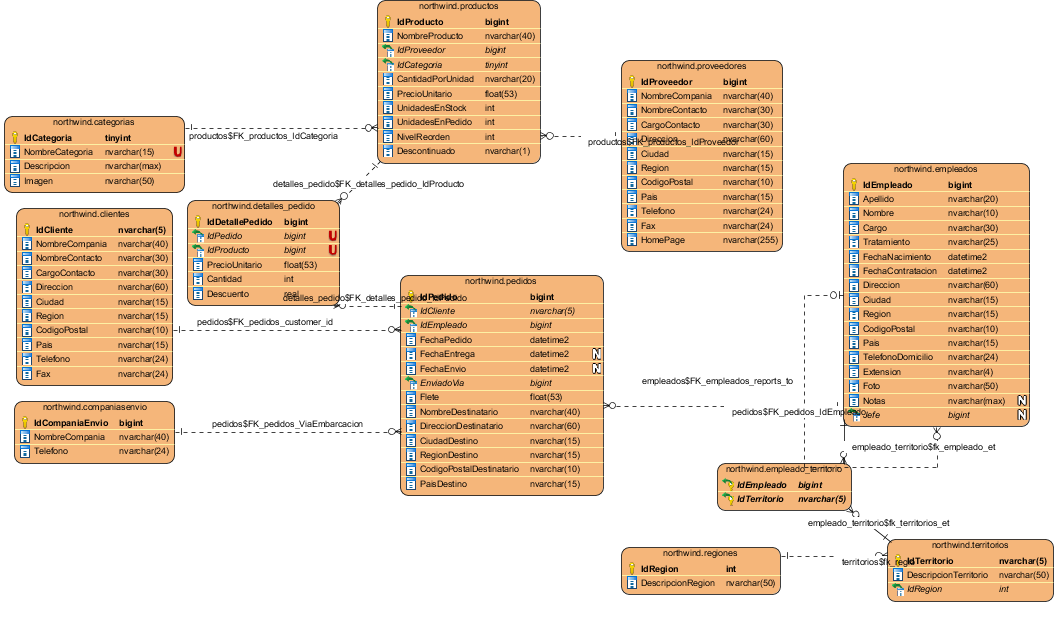 northwind.productos
IdProducto bigint
NombreProducto nvarchar(40)
IdProveedor bigint
IdCategoria tinyint
CantidadPorUnidad nvarchar(20)
PrecioUnitario float(53)
UnidadesEnStock int
UnidadesEnPedido int
NivelReorden int
Descontinuado nvarchar(1)
northwind.proveedores
IdProveedor bigint
NombreCompania nvarchar(40)
NombreContacto nvarchar(30)
CargoContacto nvarchar(30)
Direccion nvarchar(60)
Ciudad nvarchar(15)
Region nvarchar(15)
CodigoPostal nvarchar(10)
Pais nvarchar(15)
Telefono nvarchar(24)
Fax nvarchar(24)
HomePage nvarchar(255)
northwind.categorias
IdCategoria tinyint
NombreCategoria nvarchar(15) U
Descripcion nvarchar(max)
Imagen nvarchar(50)
productos$FK_productos_IdCategoria
productos$FK_productos_IdProveedor
detalles_pedido$FK_detalles_pedido_IdProducto
northwind.clientes
IdCliente nvarchar(5)
NombreCompania nvarchar(40)
NombreContacto nvarchar(30)
CargoContacto nvarchar(30)
Direccion nvarchar(60)
Ciudad nvarchar(15)
Region nvarchar(15)
CodigoPostal nvarchar(10)
Pais nvarchar(15)
Telefono nvarchar(24)
Fax nvarchar(24)
northwind.detalles_pedido
IdDetallePedido bigint
IdPedido bigint U
IdProducto bigint U
PrecioUnitario float(53)
Cantidad int
Descuento real
detalles_pedido$FK_detalles_pedido_IdPedido
pedidos$FK_pedidos_customer_id
northwind.pedidos
IdPedido bigint
IdCliente nvarchar(5)
IdEmpleado bigint
FechaPedido datetime2
FechaEntrega datetime2 N
FechaEnvio datetime2 N
EnviadoVia bigint
Flete float(53)
NombreDestinatario nvarchar(40)
DireccionDestinatario nvarchar(60)
CiudadDestino nvarchar(15)
RegionDestino nvarchar(15)
CodigoPostalDestinatario nvarchar(10)
PaisDestino nvarchar(15)
northwind.empleados
IdEmpleado bigint
Apellido nvarchar(20)
Nombre nvarchar(10)
Cargo nvarchar(30)
Tratamiento nvarchar(25)
FechaNacimiento datetime2
FechaContratacion datetime2
Direccion nvarchar(60)
Ciudad nvarchar(15)
Region nvarchar(15)
CodigoPostal nvarchar(10)
Pais nvarchar(15)
TelefonoDomicilio nvarchar(24)
Extension nvarchar(4)
Foto nvarchar(50)
Notas nvarchar(max) N
jefe bigint N
empleados$FK_empleados_reports_to
pedidos$FK_pedidos_IdEmpleado
northwind.companiasenvio
IdCompaniaEnvio bigint
NombreCompania nvarchar(40)
Telefono nvarchar(24)
pedidos$FK_pedidos_ViaEmbarcacion
empleado_territorio$fk_empleado_et
northwind.empleado_territorio
IdEmpleado bigint
IdTerritorio nvarchar(5)
empleado_territorio$fk_territorios_et
northwind.regiones
IdRegion int
DescripcionRegion nvarchar(50)
territorios$fk_regio
northwind.territorios
IdTerritorio nvarchar(5)
DescripcionTerritorio nvarchar(50)
IdRegion int